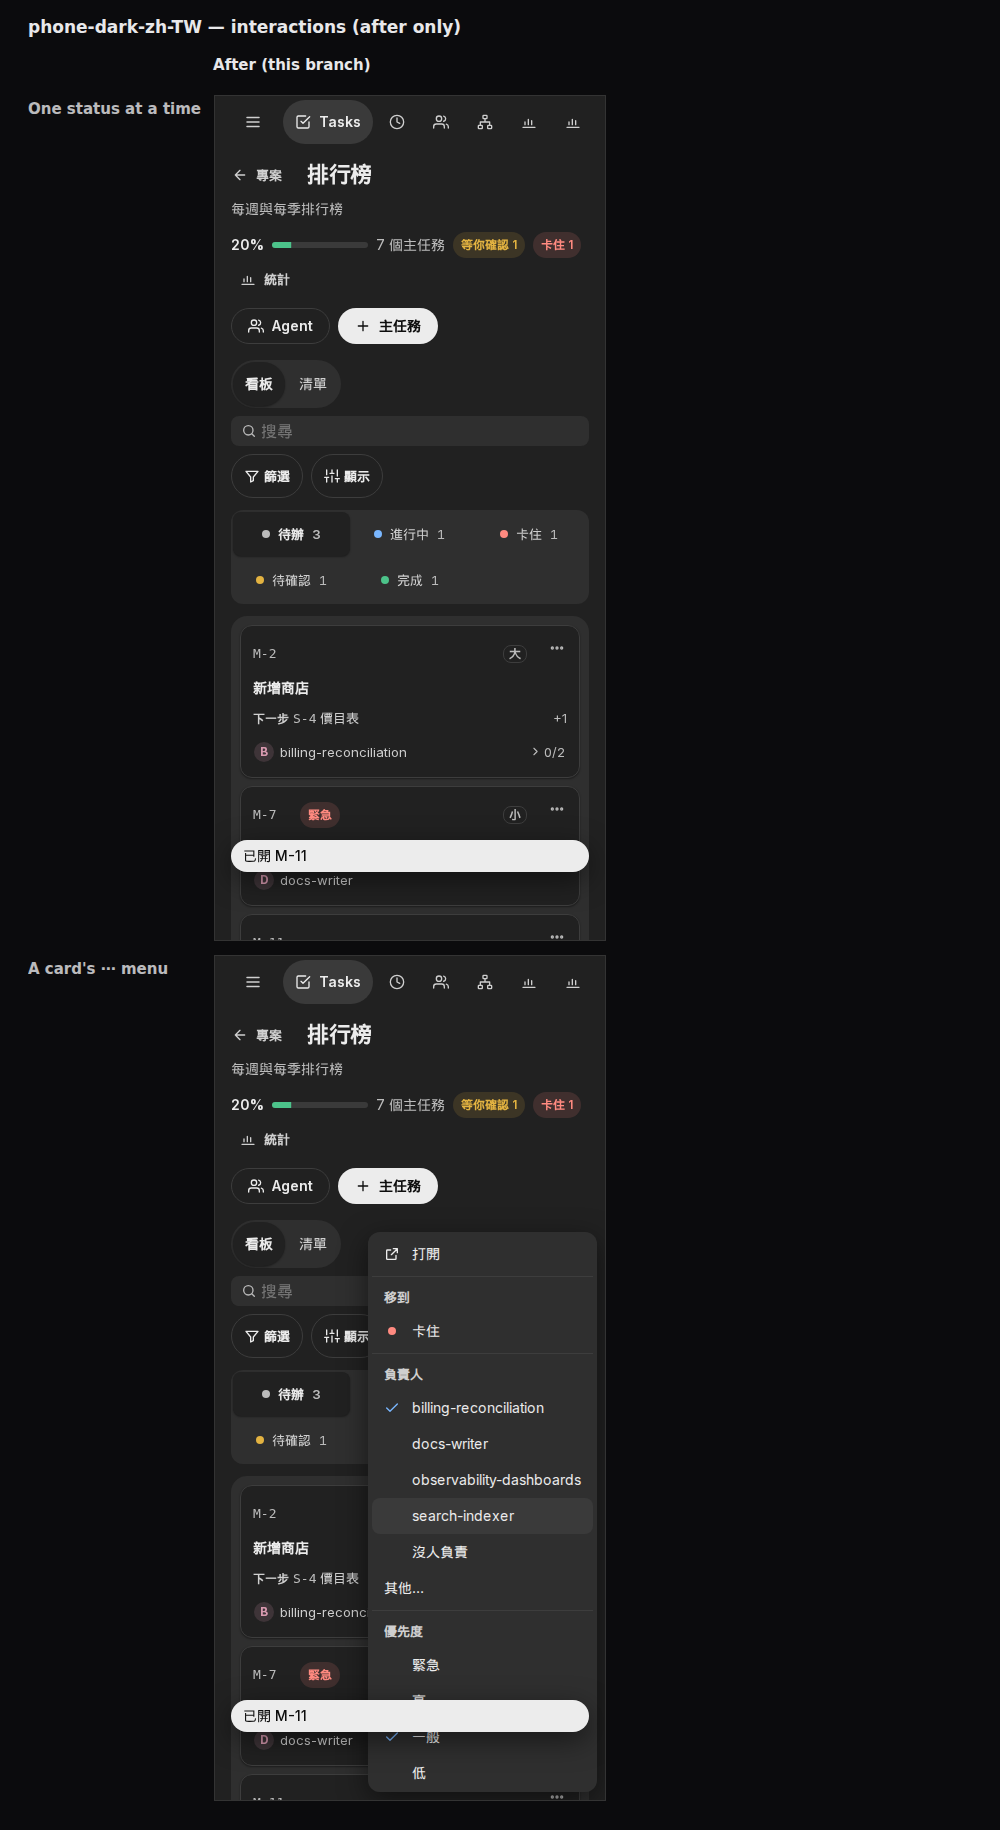 phone-dark-zh-TW — interactions (after only)
After (this branch)
One status at a time
Tasks
專案 排行榜
每週與每季排行榜
20% 7 個主任務 等你確認 1 卡住 1
統計
Agent 主任務
看板 清單
搜尋
篩選 顯示
待辦 3 進行中 1 卡住 1
待確認 1 完成 1
M-2 大 •••
新增商店
下一步 S-4 價目表 +1
B billing-reconciliation 0/2
M-7 緊急 小 •••
已開 M-11
D docs-writer
A card's ⋯ menu
Tasks
專案 排行榜
每週與每季排行榜
20% 7 個主任務 等你確認 1 卡住 1
統計
Agent 主任務
看板 清單
搜尋
篩選 顯示
待辦 3
待確認 1
M-2
新增商店
下一步 S-4 價目表
B billing-reconc
M-7 緊急
已開 M-11
D docs-writer
打開
移到
卡住
負責人
billing-reconciliation
docs-writer
observability-dashboards
search-indexer
沒人負責
其他...
優先度
緊急
一般
低